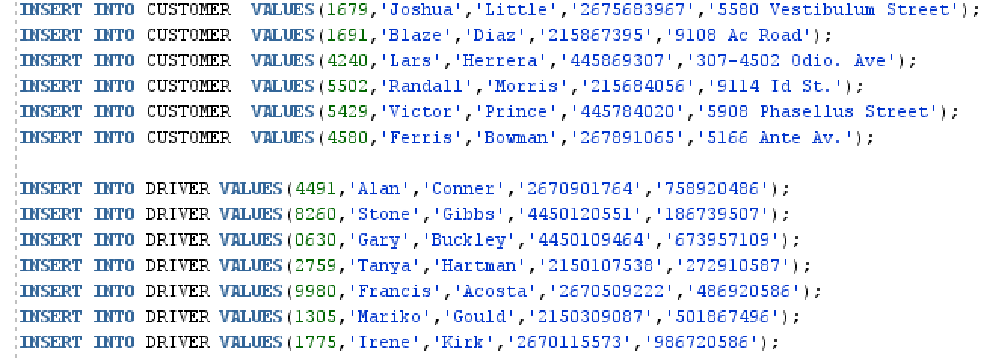 INSERT INTO CUSTOMER  VALUES(1679,'Joshua','Little','2675683967','5580 Vestibulum Street');
INSERT INTO CUSTOMER  VALUES(1691,'Blaze','Diaz','215867395','9108 Ac Road');
INSERT INTO CUSTOMER  VALUES(4240,'Lars','Herrera','445869307','307-4502 Odio. Ave');
INSERT INTO CUSTOMER  VALUES(5502,'Randall','Morris','215684056','9114 Id St.');
INSERT INTO CUSTOMER  VALUES(5429,'Victor','Prince','445784020','5908 Phasellus Street');
INSERT INTO CUSTOMER  VALUES(4580,'Ferris','Bowman','267891065','5166 Ante Av.');
INSERT INTO DRIVER VALUES(4491,'Alan','Conner','2670901764','758920486');
INSERT INTO DRIVER VALUES(8260,'Stone','Gibbs','4450120551','186739507');
INSERT INTO DRIVER VALUES(0630,'Gary','Buckley','4450109464','673957109');
INSERT INTO DRIVER VALUES(2759,'Tanya','Hartman','2150107538','272910587');
INSERT INTO DRIVER VALUES(9980,'Francis','Acosta','2670509222','486920586');
INSERT INTO DRIVER VALUES(1305,'Mariko','Gould','2150309087','501867496');
INSERT INTO DRIVER VALUES(1775,'Irene','Kirk','2670115573','986720586');